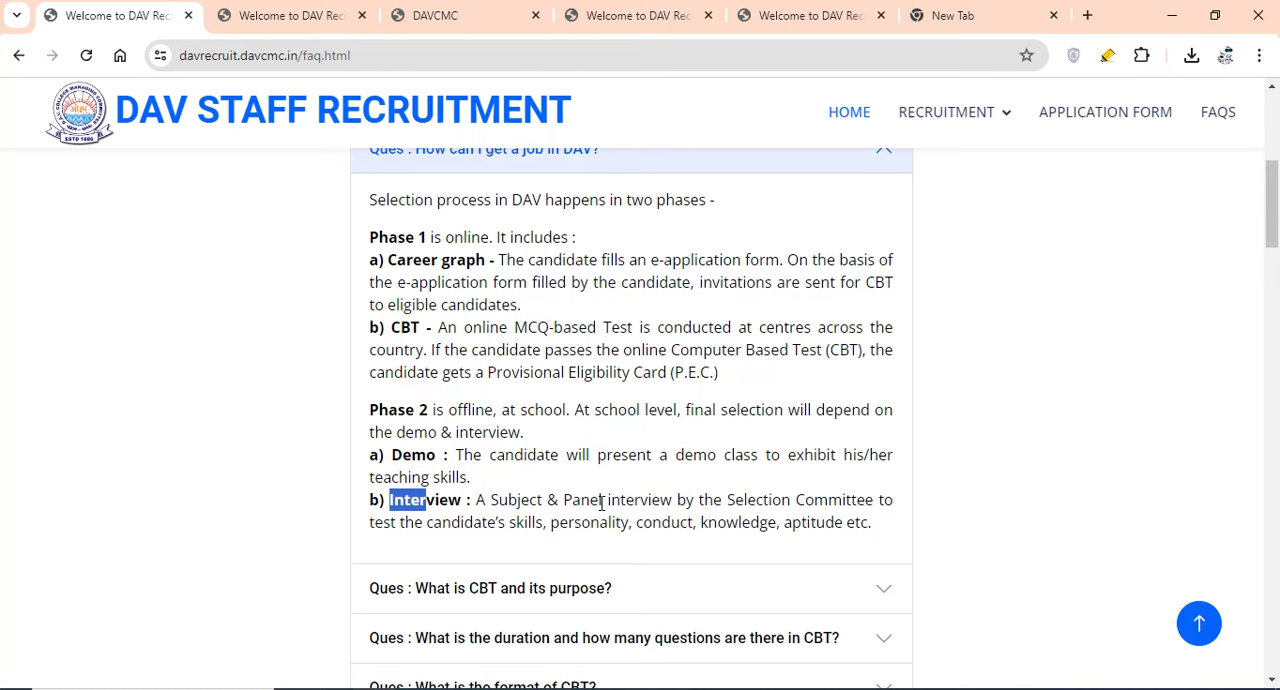 Welcome to DAV Rec
Welcome to DAV Rec
DAVCMC
Welcome to DAV Rec
Welcome to DAV Rec
New Tab
davrecruit.davcmc.in/faq.html
DAV STAFF RECRUITMENT
HOME
RECRUITMENT
APPLICATION FORM
FAQS
Ques : How can I get a job in DAV?
Selection process in DAV happens in two phases -
Phase 1 is online. It includes :
a) Career graph - The candidate fills an e-application form. On the basis of
the e-application form filled by the candidate, invitations are sent for CBT
to eligible candidates.
b) CBT - An online MCQ-based Test is conducted at centres across the
country. If the candidate passes the online Computer Based Test (CBT), the
candidate gets a Provisional Eligibility Card (P.E.C.)
Phase 2 is offline, at school. At school level, final selection will depend on
the demo & interview.
a) Demo : The candidate will present a demo class to exhibit his/her
teaching skills.
b) Interview : A Subject & Panel interview by the Selection Committee to
test the candidate’s skills, personality, conduct, knowledge, aptitude etc.
Ques : What is CBT and its purpose?
Ques : What is the duration and how many questions are there in CBT?
Ques : What is the format of CBT?